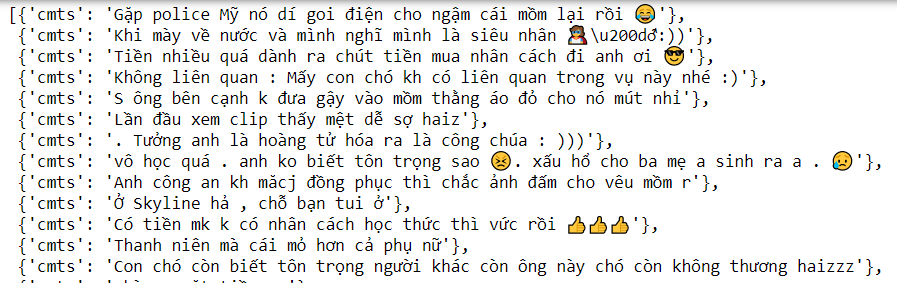 [{'cmts': 'Gặp police Mỹ nó dí goi điện cho ngậm cái mồm lại rồi 😂'},
{'cmts': 'Khi mày về nước và mình nghĩ mình là siêu nhân 🦸\u200d♂:))'},
{'cmts': 'Tiền nhiều quá dành ra chút tiền mua nhân cách đi anh ơi 😎'},
{'cmts': 'Không liên quan : Mấy con chó kh có liên quan trong vụ này nhé :)'},
{'cmts': 'S ông bên cạnh k đưa gậy vào mồm thằng áo đỏ cho nó mút nhỉ'},
{'cmts': 'Lần đầu xem clip thấy mệt dễ sợ haiz'},
{'cmts': '. Tưởng anh là hoàng tử hóa ra là công chúa : )))'},
{'cmts': 'vô học quá . anh ko biết tôn trọng sao 😣. xấu hổ cho ba mẹ a sinh ra a . 😥'},
{'cmts': 'Anh công an kh măcj đồng phục thì chắc ảnh đấm cho vêu mồm r'},
{'cmts': 'Ở Skyline hả , chỗ bạn tui ở'},
{'cmts': 'Có tiền mk k có nhân cách học thức thì vức rồi 👍👍👍'},
{'cmts': 'Thanh niên mà cái mỏ hơn cả phụ nữ'},
{'cmts': 'Con chó còn biết tôn trọng người khác còn ông này chó còn không thương haizzz'},